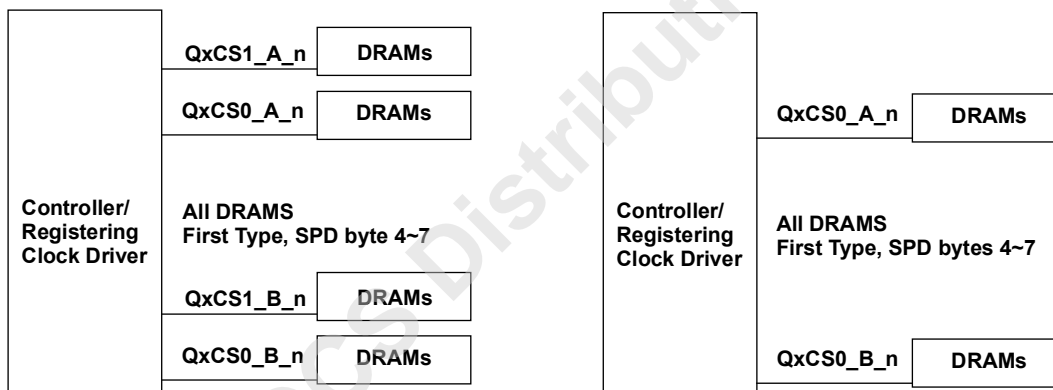 QxCS1_A_n DRAMs
QxCS0_A_n DRAMs
Controller/
Registering
Clock Driver
All DRAMS
First Type, SPD byte 4~7
QxCS1_B_n DRAMs
QxCS0_B_n DRAMs
QxCS0_A_n DRAMs
Controller/
Registering
Clock Driver
All DRAMS
First Type, SPD bytes 4~7
QxCS0_B_n DRAMs